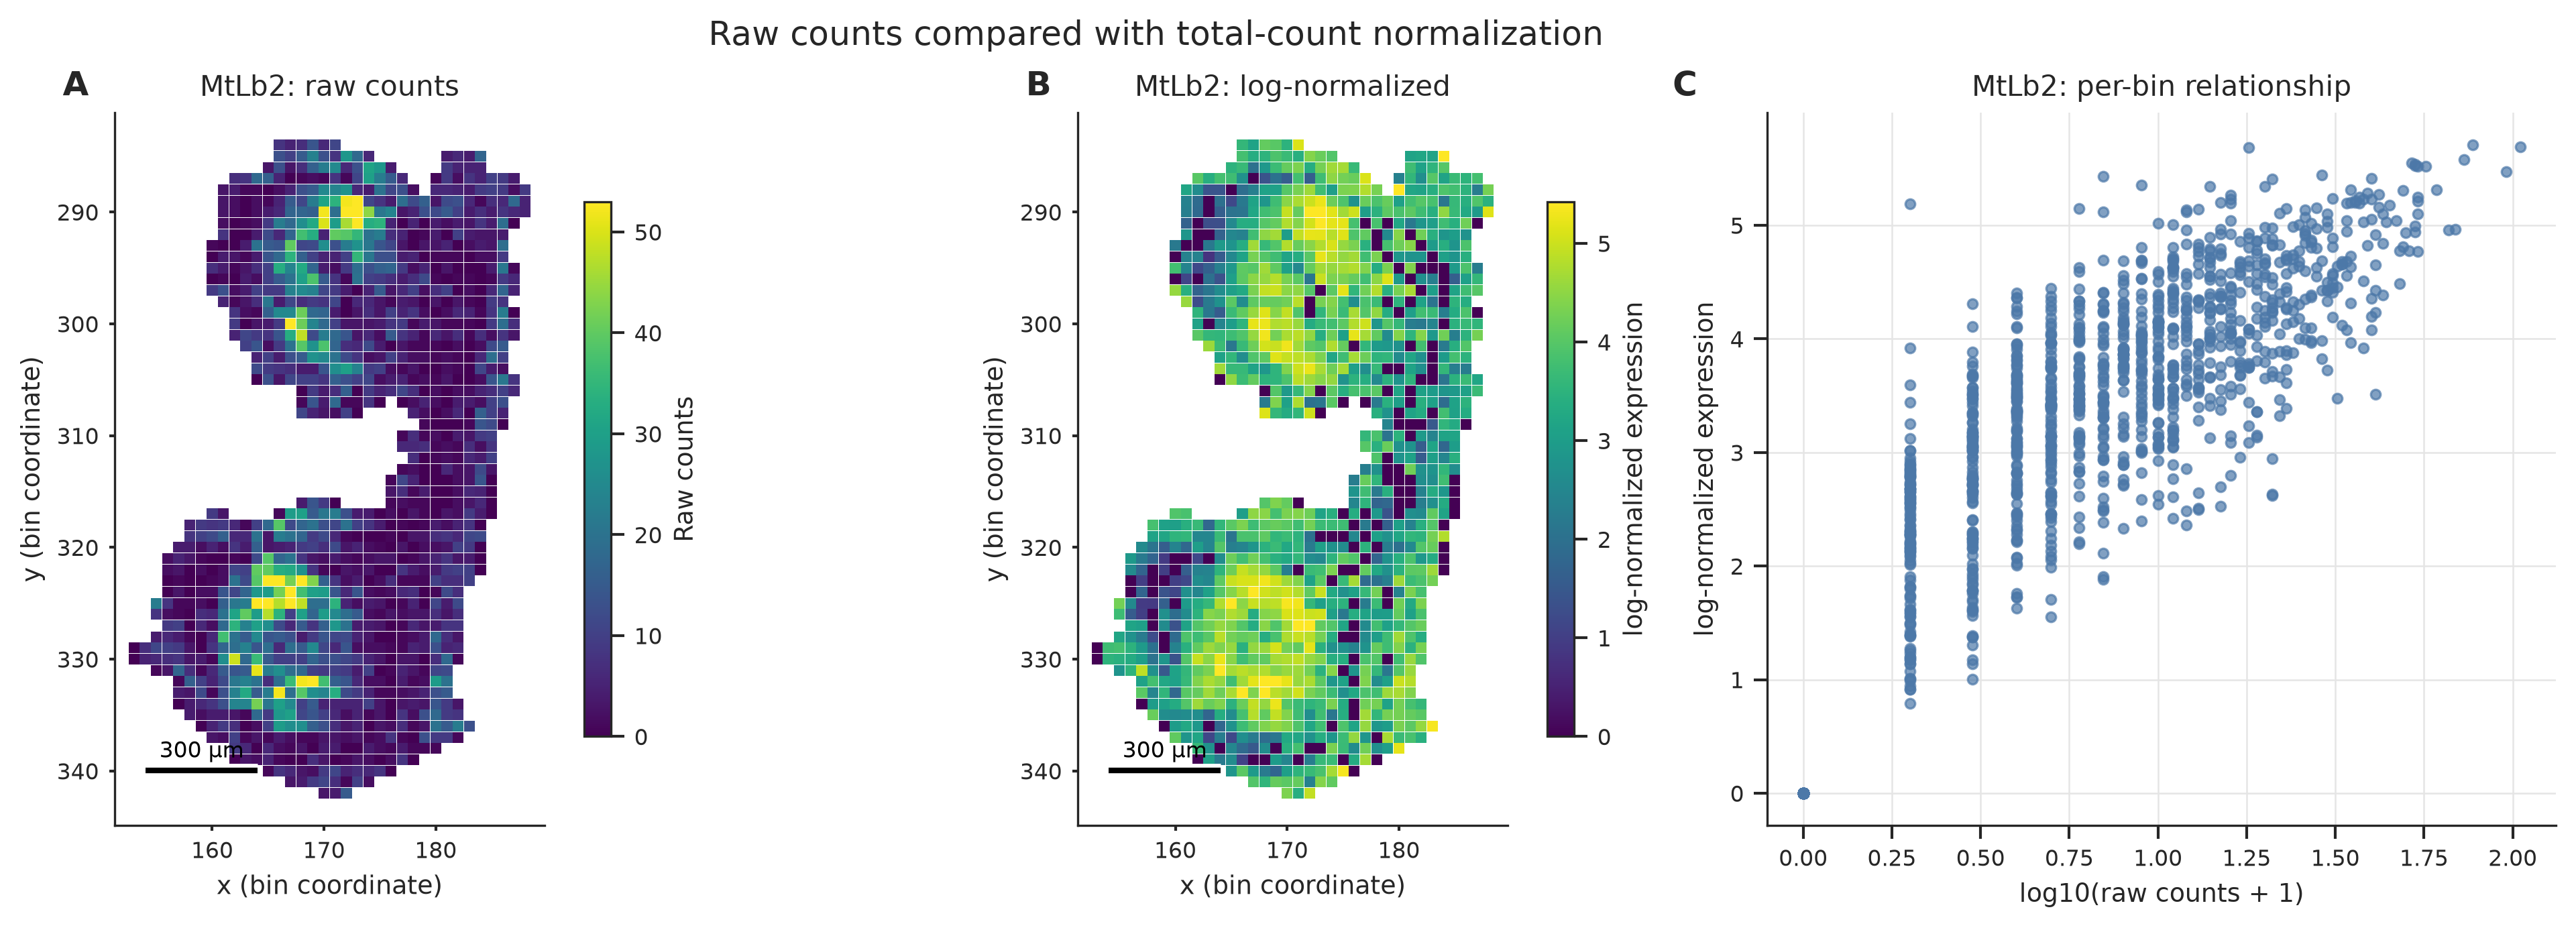 Raw counts compared with total-count normalization
A
MtLb2: raw counts
y (bin coordinate)
290
300
310
320
330
340
300 µm
160
170
180
x (bin coordinate)
50
40
30
20
10
0
Raw counts
B
MtLb2: log-normalized
y (bin coordinate)
290
300
310
320
330
340
300 µm
160
170
180
x (bin coordinate)
5
4
3
2
1
0
log-normalized expression
C
MtLb2: per-bin relationship
log-normalized expression
5
4
3
2
1
0
0.00
0.25
0.50
0.75
1.00
1.25
1.50
1.75
2.00
log10(raw counts + 1)